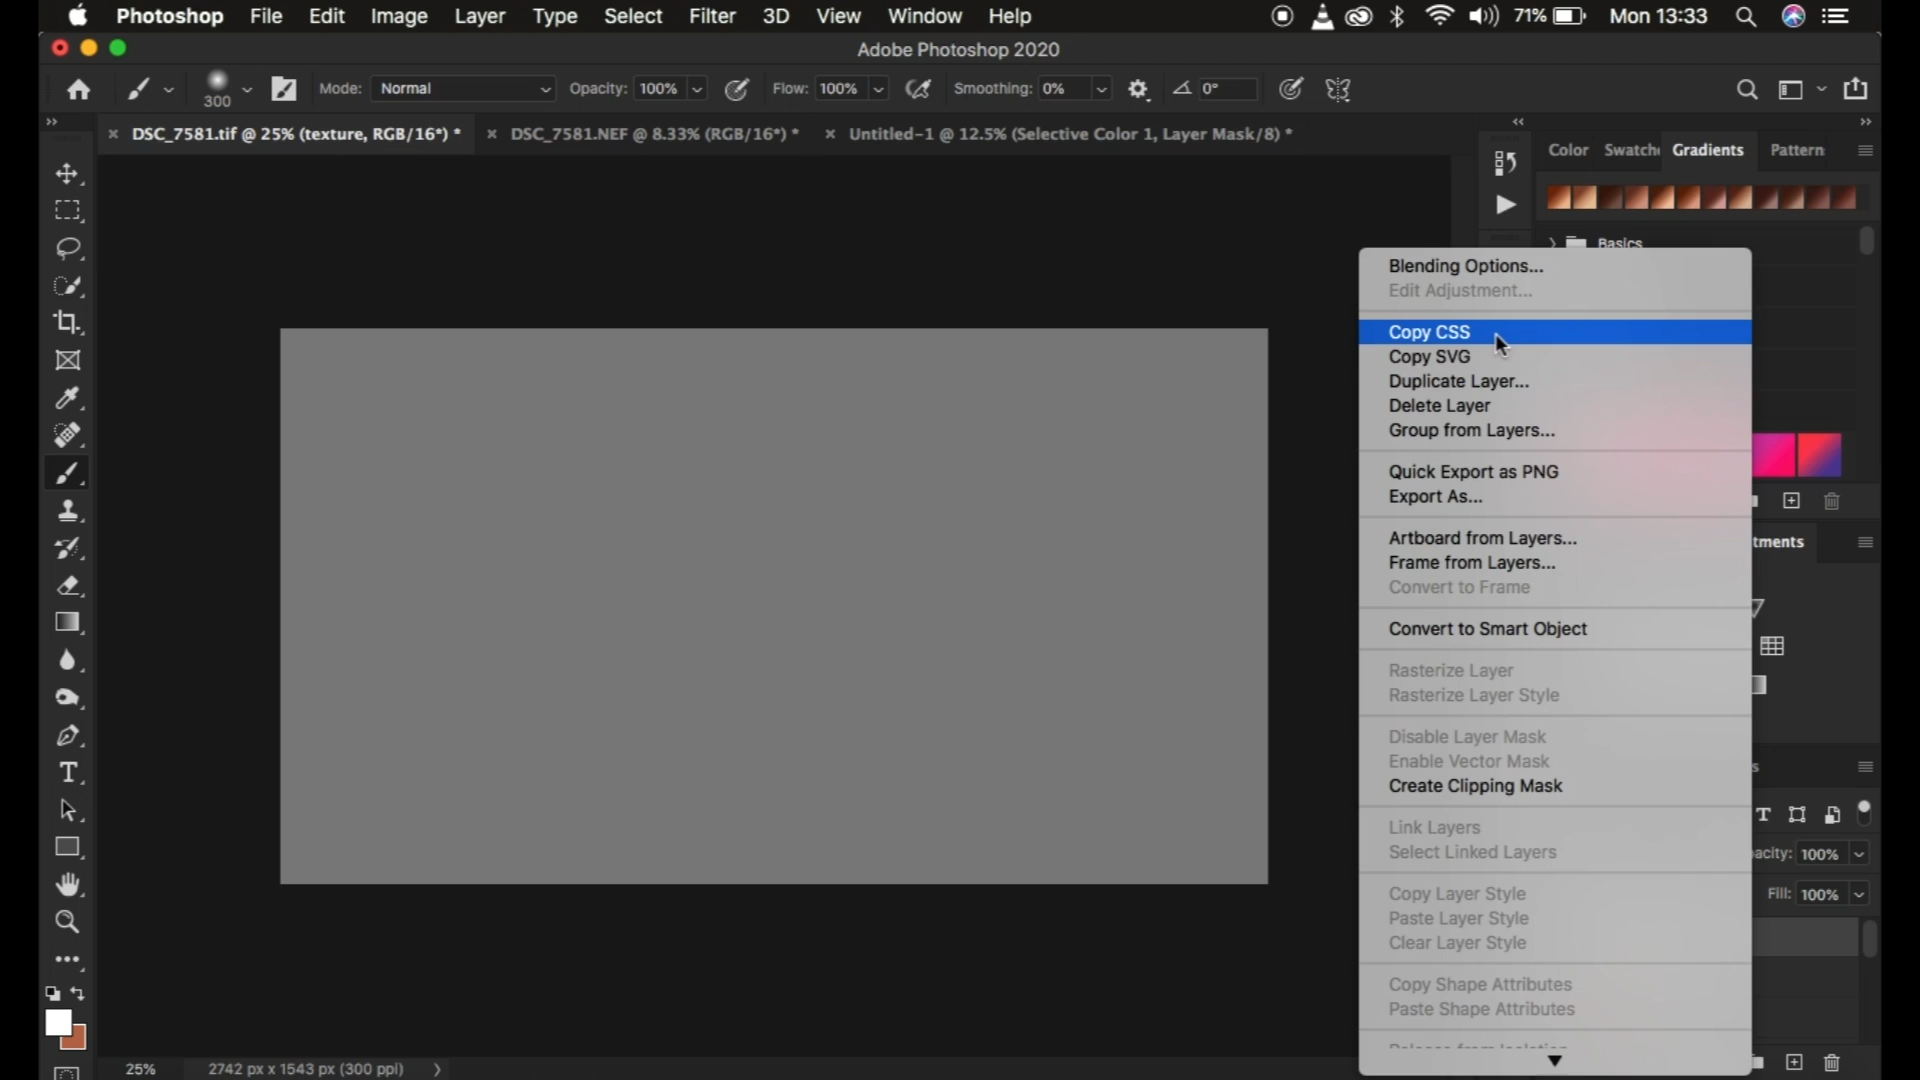 Photoshop File Edit Image Layer Type Select Filter 3D View Window Help 71% Mon 13:33
Adobe Photoshop 2020
300 Mode: Normal Opacity: 100% Flow: 100% Smoothing: 0% 0°
DSC_7581.tif @ 25% (texture, RGB/16*) * DSC_7581.NEF @ 8.33% (RGB/16*) * Untitled-1 @ 12.5% (Selective Color 1, Layer Mask/8) *
Color Swatche Gradients Pattern
Basics
Blending Options...
Edit Adjustment...
Copy CSS
Copy SVG
Duplicate Layer...
Delete Layer
Group from Layers...
Quick Export as PNG
Export As...
Artboard from Layers...
tments
Frame from Layers...
Convert to Frame
Convert to Smart Object
Rasterize Layer
Rasterize Layer Style
Disable Layer Mask
Enable Vector Mask
s
Create Clipping Mask
Link Layers
Select Linked Layers
acity: 100%
Copy Layer Style
Fill: 100%
Paste Layer Style
Clear Layer Style
Copy Shape Attributes
Paste Shape Attributes
25% 2742 px x 1543 px (300 ppi)